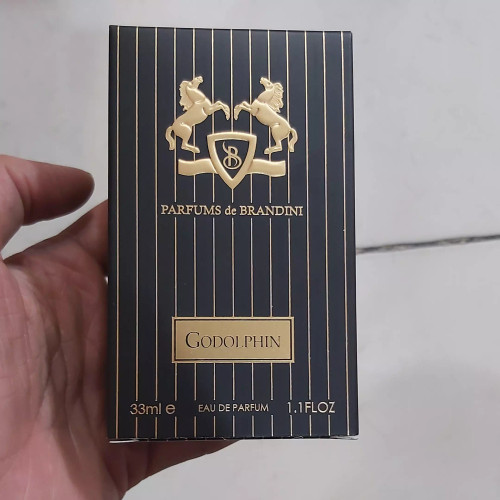 B
PARFUMS de BRANDINI
GODOLPHIN
33ml e EAU DE PARFUM 1.1FLOZ